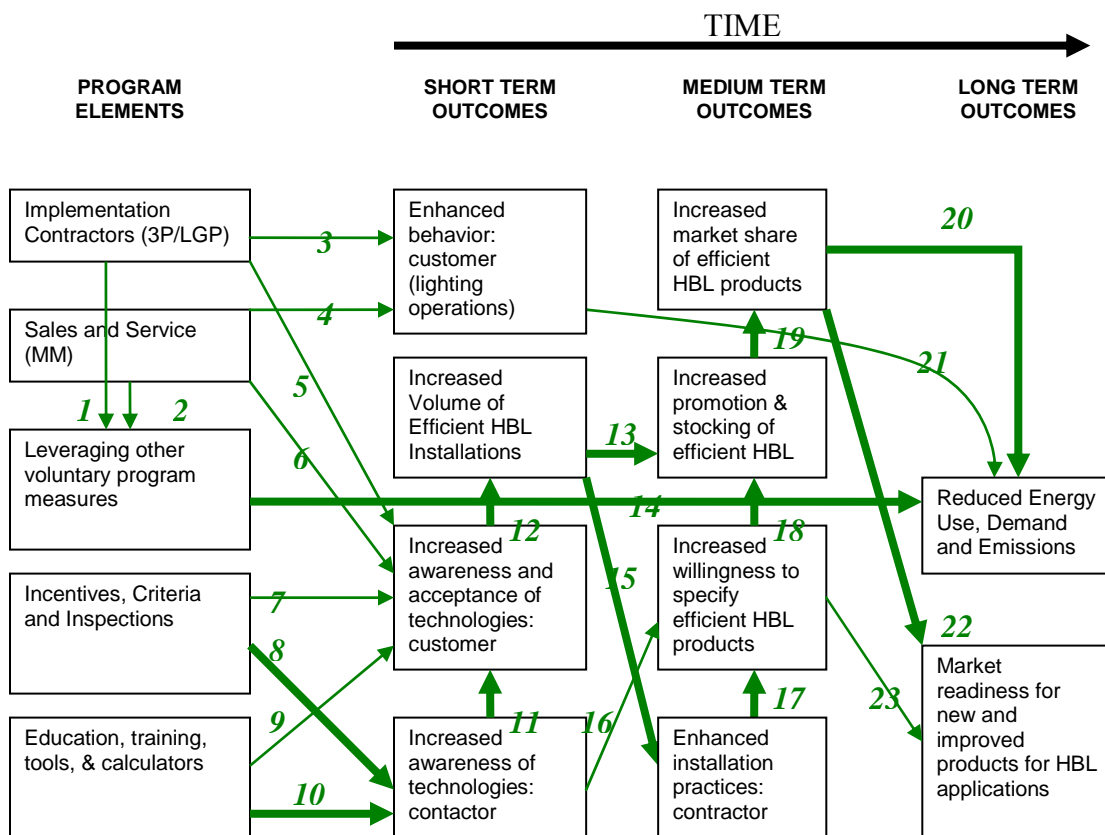 TIME
PROGRAM
ELEMENTS
SHORT TERM
OUTCOMES
MEDIUM TERM
OUTCOMES
LONG TERM
OUTCOMES
Implementation
Contractors (3P/LGP)
Sales and Service
(MM)
Leveraging other
voluntary program
measures
Incentives, Criteria
and Inspections
Education, training,
tools, & calculators
Enhanced
behavior:
customer
(lighting
operations)
Increased
Volume of
Efficient HBL
Installations
Increased
awareness and
acceptance of
technologies:
customer
Increased
awareness of
technologies:
contactor
Increased
market share
of efficient
HBL products
Increased
promotion &
stocking of
efficient HBL
Increased
willingness to
specify
efficient HBL
products
Enhanced
installation
practices:
contractor
Reduced Energy
Use, Demand
and Emissions
Market
readiness for
new and
improved
products for HBL
applications
1
2
3
4
5
6
7
8
9
10
11
12
13
14
15
16
17
18
19
20
21
22
23